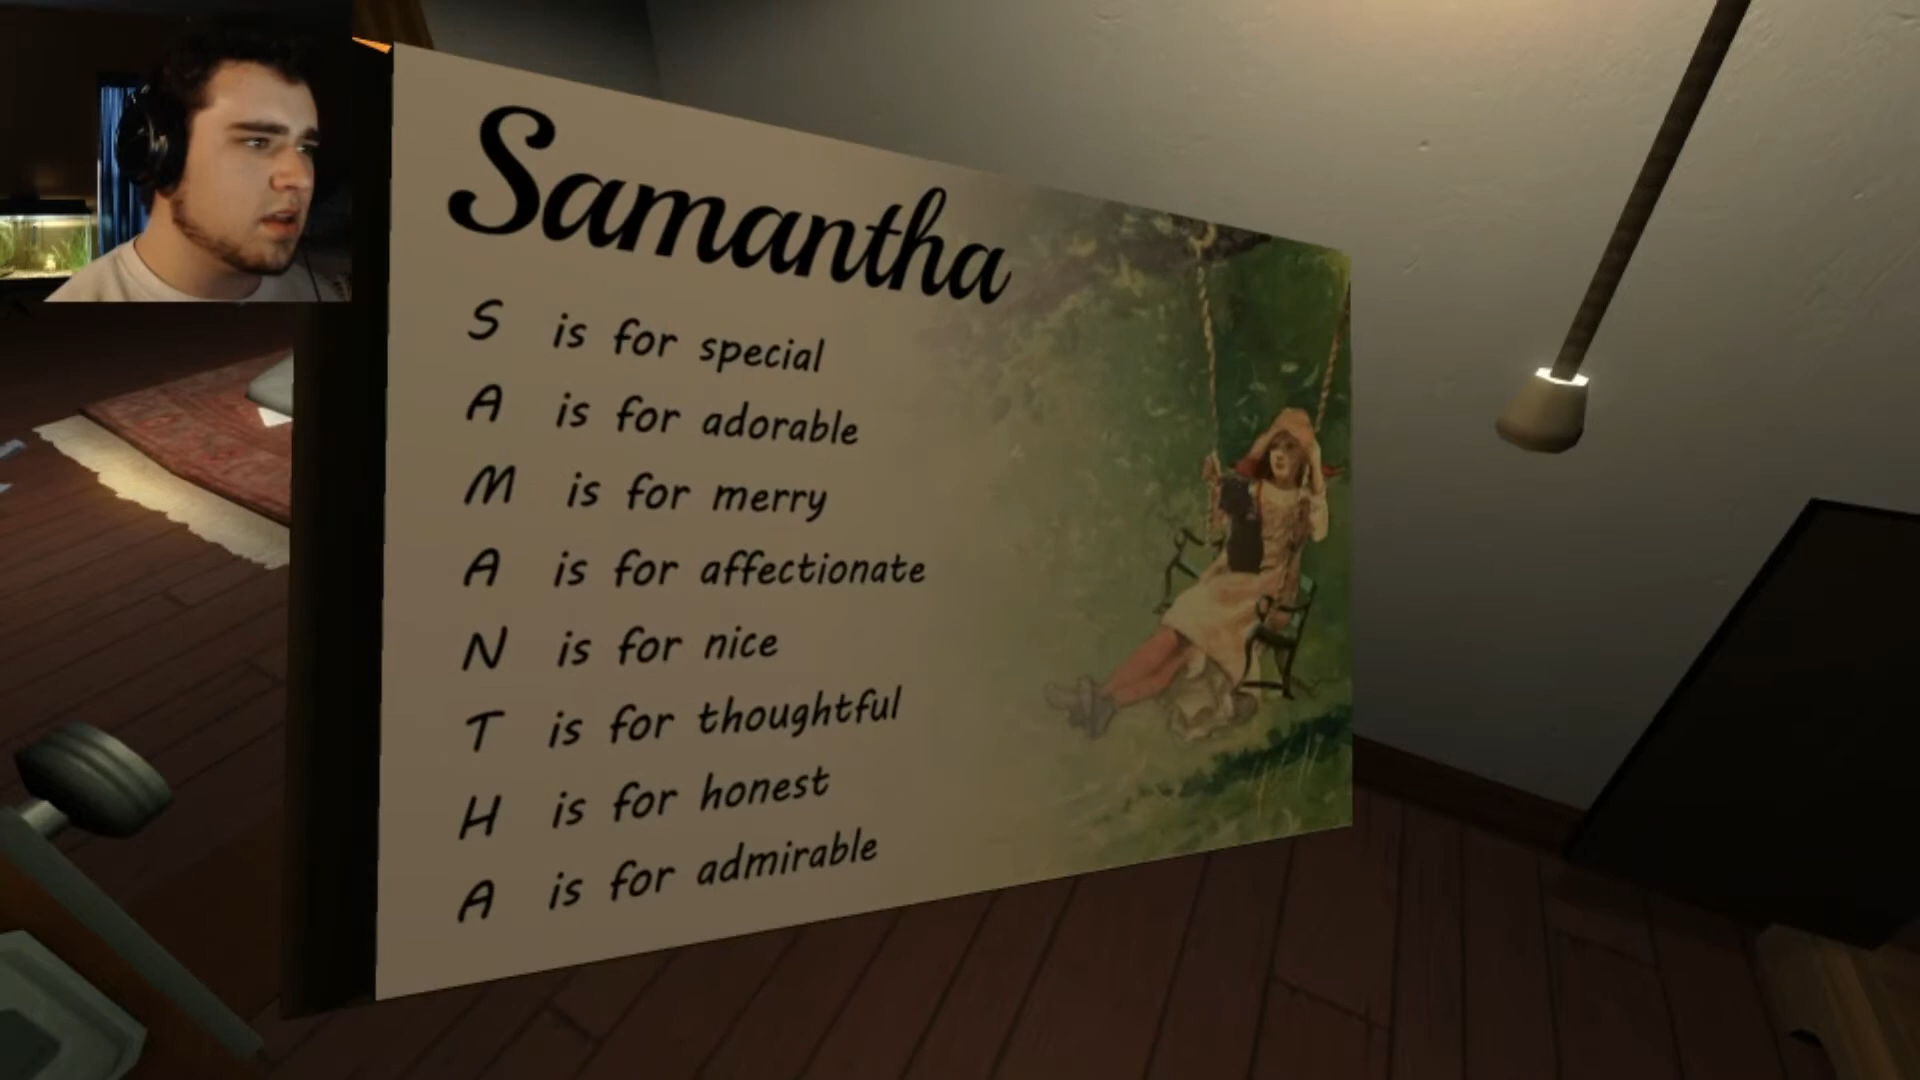 Samantha
S is for special
A is for adorable
M is for merry
A is for affectionate
N is for nice
T is for thoughtful
H is for honest
A is for admirable